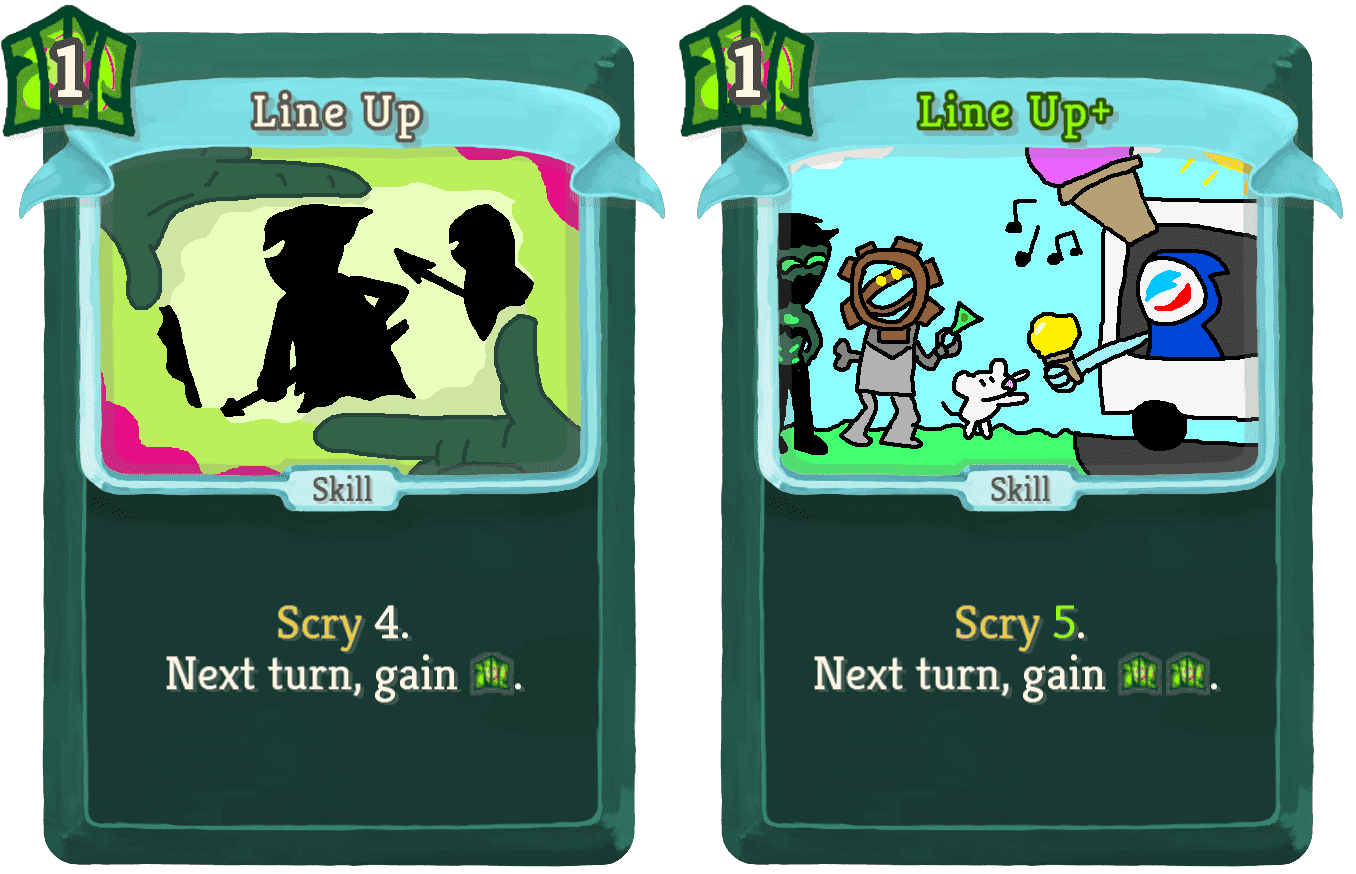 1
Line Up
Skill
Scry 4.
Next turn, gain .
1
Line Up+
Skill
Scry 5.
Next turn, gain .